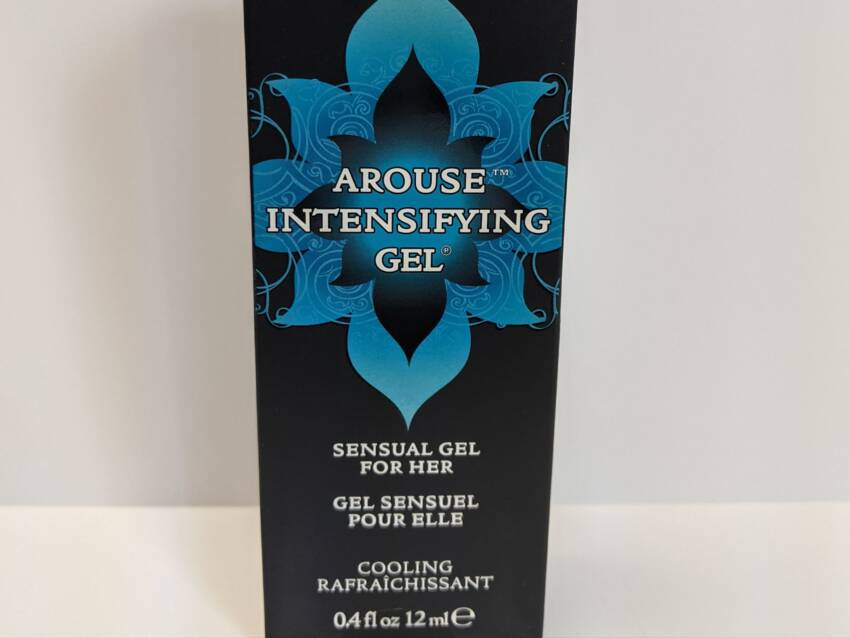 AROUSE™
INTENSIFYING
GEL®
SENSUAL GEL
FOR HER
GEL SENSUEL
POUR ELLE
COOLING
RAFRAÎCHISSANT
0.4 fl oz 12 ml ℮